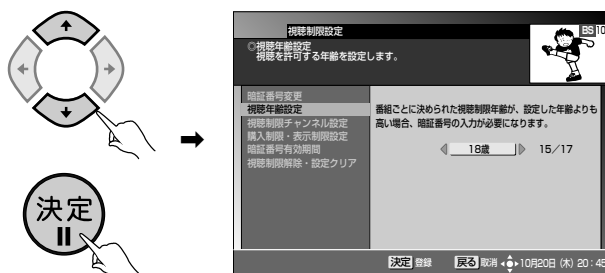 決定
視聴制限設定
◎視聴年齢設定
視聴を許可する年齢を設定します。
BS10
暗証番号変更
視聴年齢設定
視聴制限チャンネル設定
購入制限・表示制限設定
暗証番号有効期間
視聴制限解除・設定クリア
番組ごとに決められた視聴制限年齢が、設定した年齢よりも
高い場合、暗証番号の入力が必要になります。
18歳 15/17
決定 登録 戻る 取消 10月20日 (木) 20:45